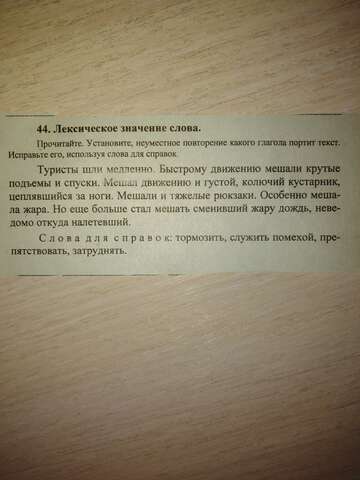 44. Лексическое значение слова.
Прочитайте. Установите, неуместное повторение какого глагола портит текст.
Исправьте его, используя слова для справок.
Туристы шли медленно. Быстрому движению мешали крутые
подъемы и спуски. Мешал движению и густой, колючий кустарник,
цеплявшийся за ноги. Мешали и тяжелые рюкзаки. Особенно меша-
ла жара. Но еще больше стал мешать сменивший жару дождь, неве-
домо откуда налетевший.
Слова для справок: тормозить, служить помехой, пре-
пятствовать, затруднять.